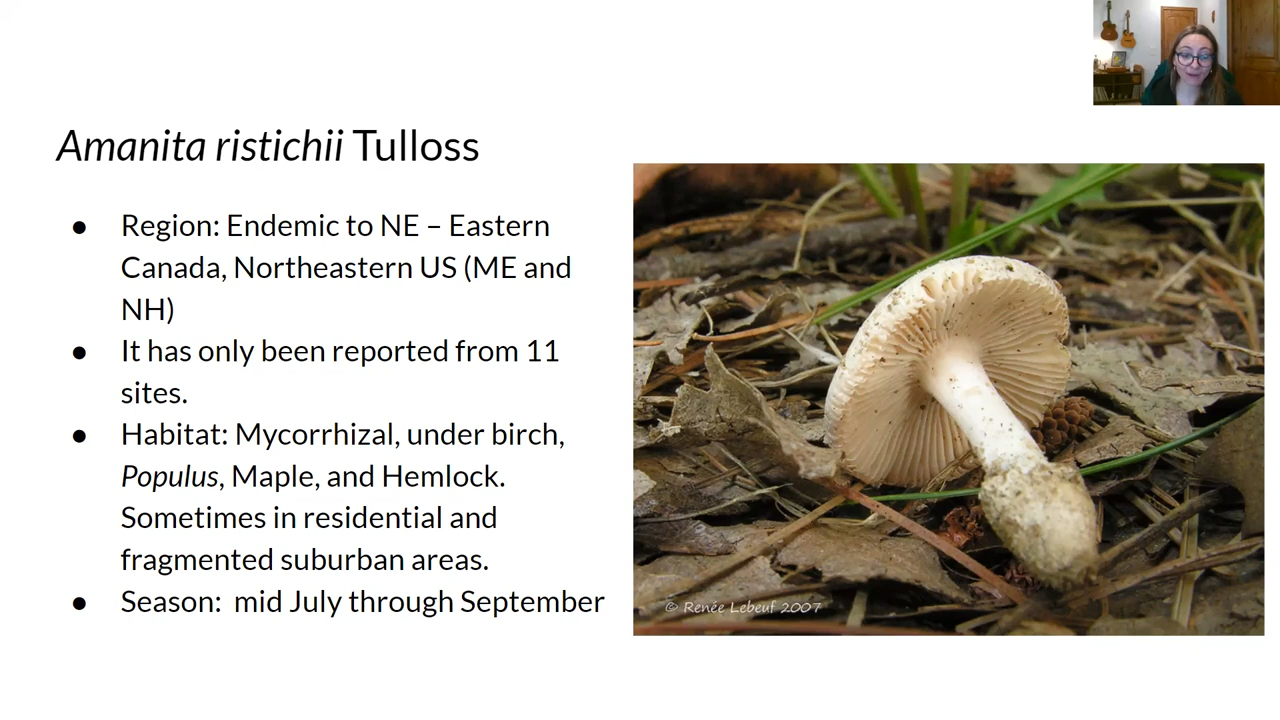 Amanita ristichii Tulloss
● Region: Endemic to NE – Eastern
Canada, Northeastern US (ME and
NH)
● It has only been reported from 11
sites.
● Habitat: Mycorrhizal, under birch,
Populus, Maple, and Hemlock.
Sometimes in residential and
fragmented suburban areas.
● Season:  mid July through September
© Renée Lebeuf 2007